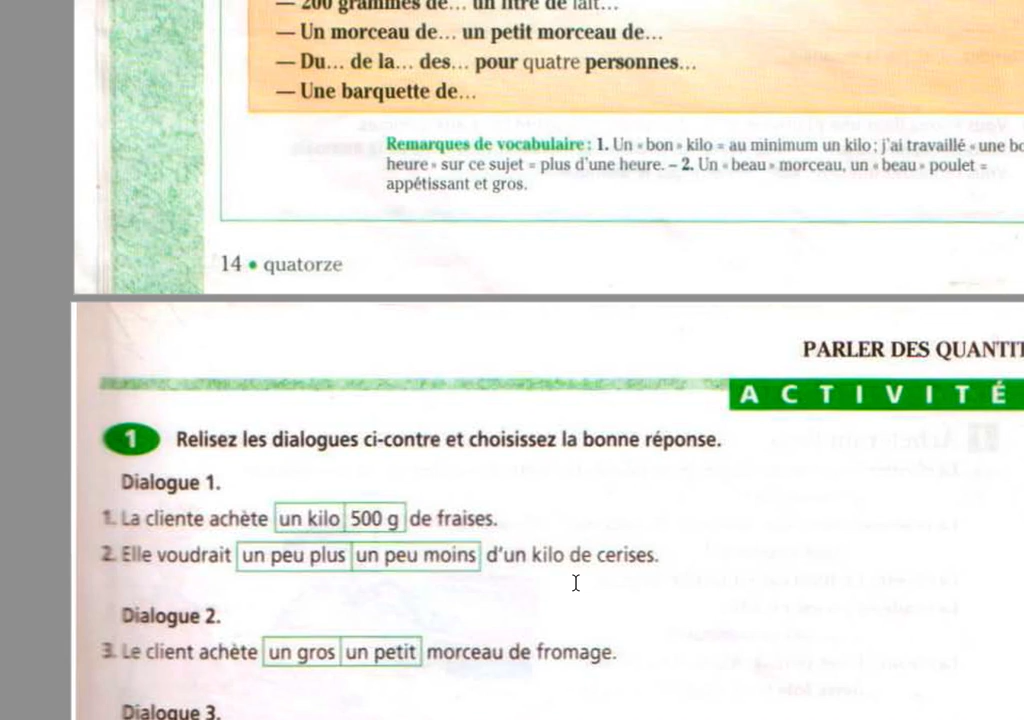 — 200 grammes de... un litre de lait...
— Un morceau de... un petit morceau de...
— Du... de la... des... pour quatre personnes...
— Une barquette de...
Remarques de vocabulaire : 1. Un « bon » kilo = au minimum un kilo ; j'ai travaillé « une bo
heure » sur ce sujet = plus d'une heure. – 2. Un « beau » morceau, un « beau » poulet =
appétissant et gros.
14 • quatorze
PARLER DES QUANTIT
ACTIVITÉ
1 Relisez les dialogues ci-contre et choisissez la bonne réponse.
Dialogue 1.
1. La cliente achète un kilo 500 g de fraises.
2. Elle voudrait un peu plus un peu moins d'un kilo de cerises.
Dialogue 2.
3. Le client achète un gros un petit morceau de fromage.
Dialogue 3.